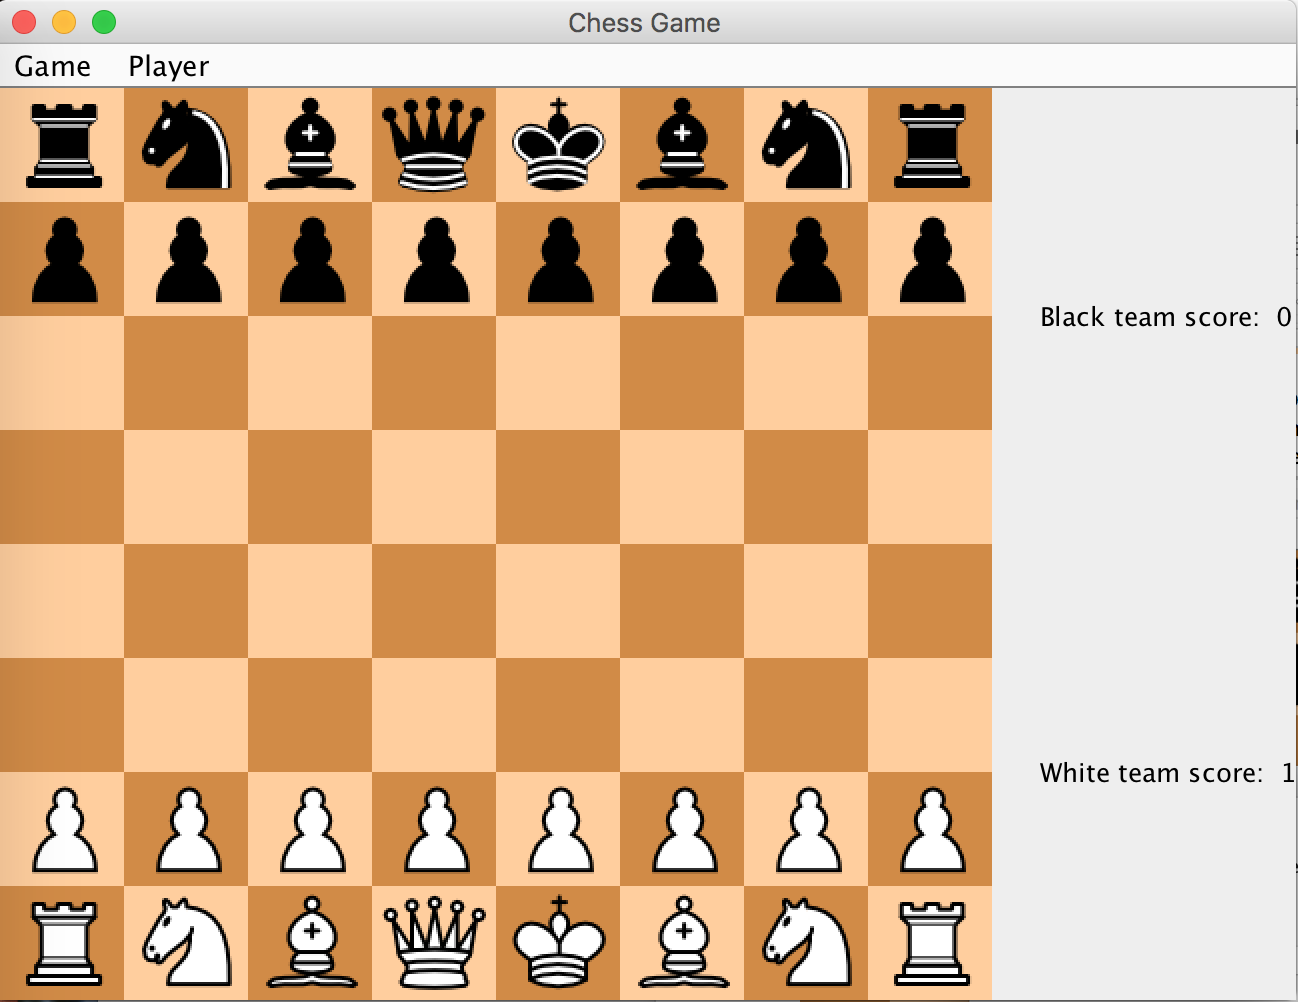 Chess Game
Game Player
Black team score: 0
White team score: 1